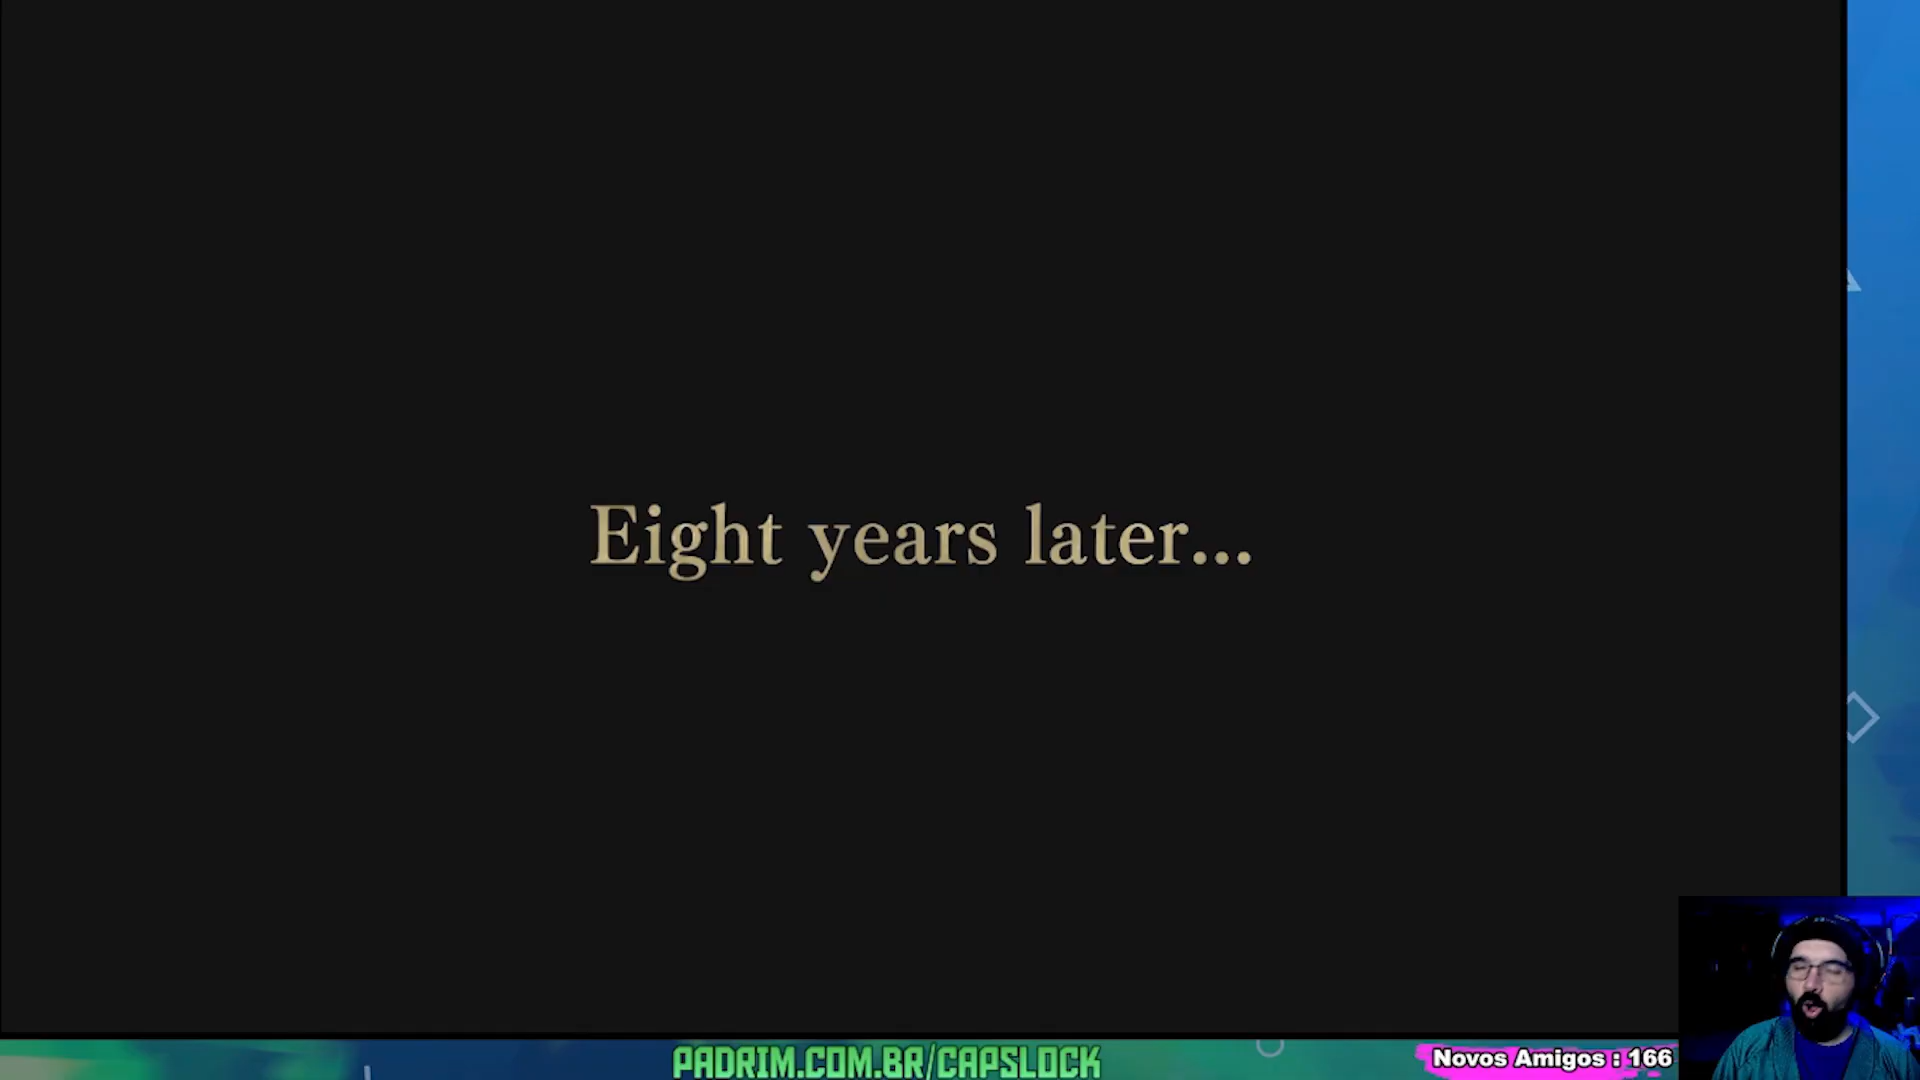 Eight years later...
PADRIM.COM.BR/CAPSLOCK
Novos Amigos : 166